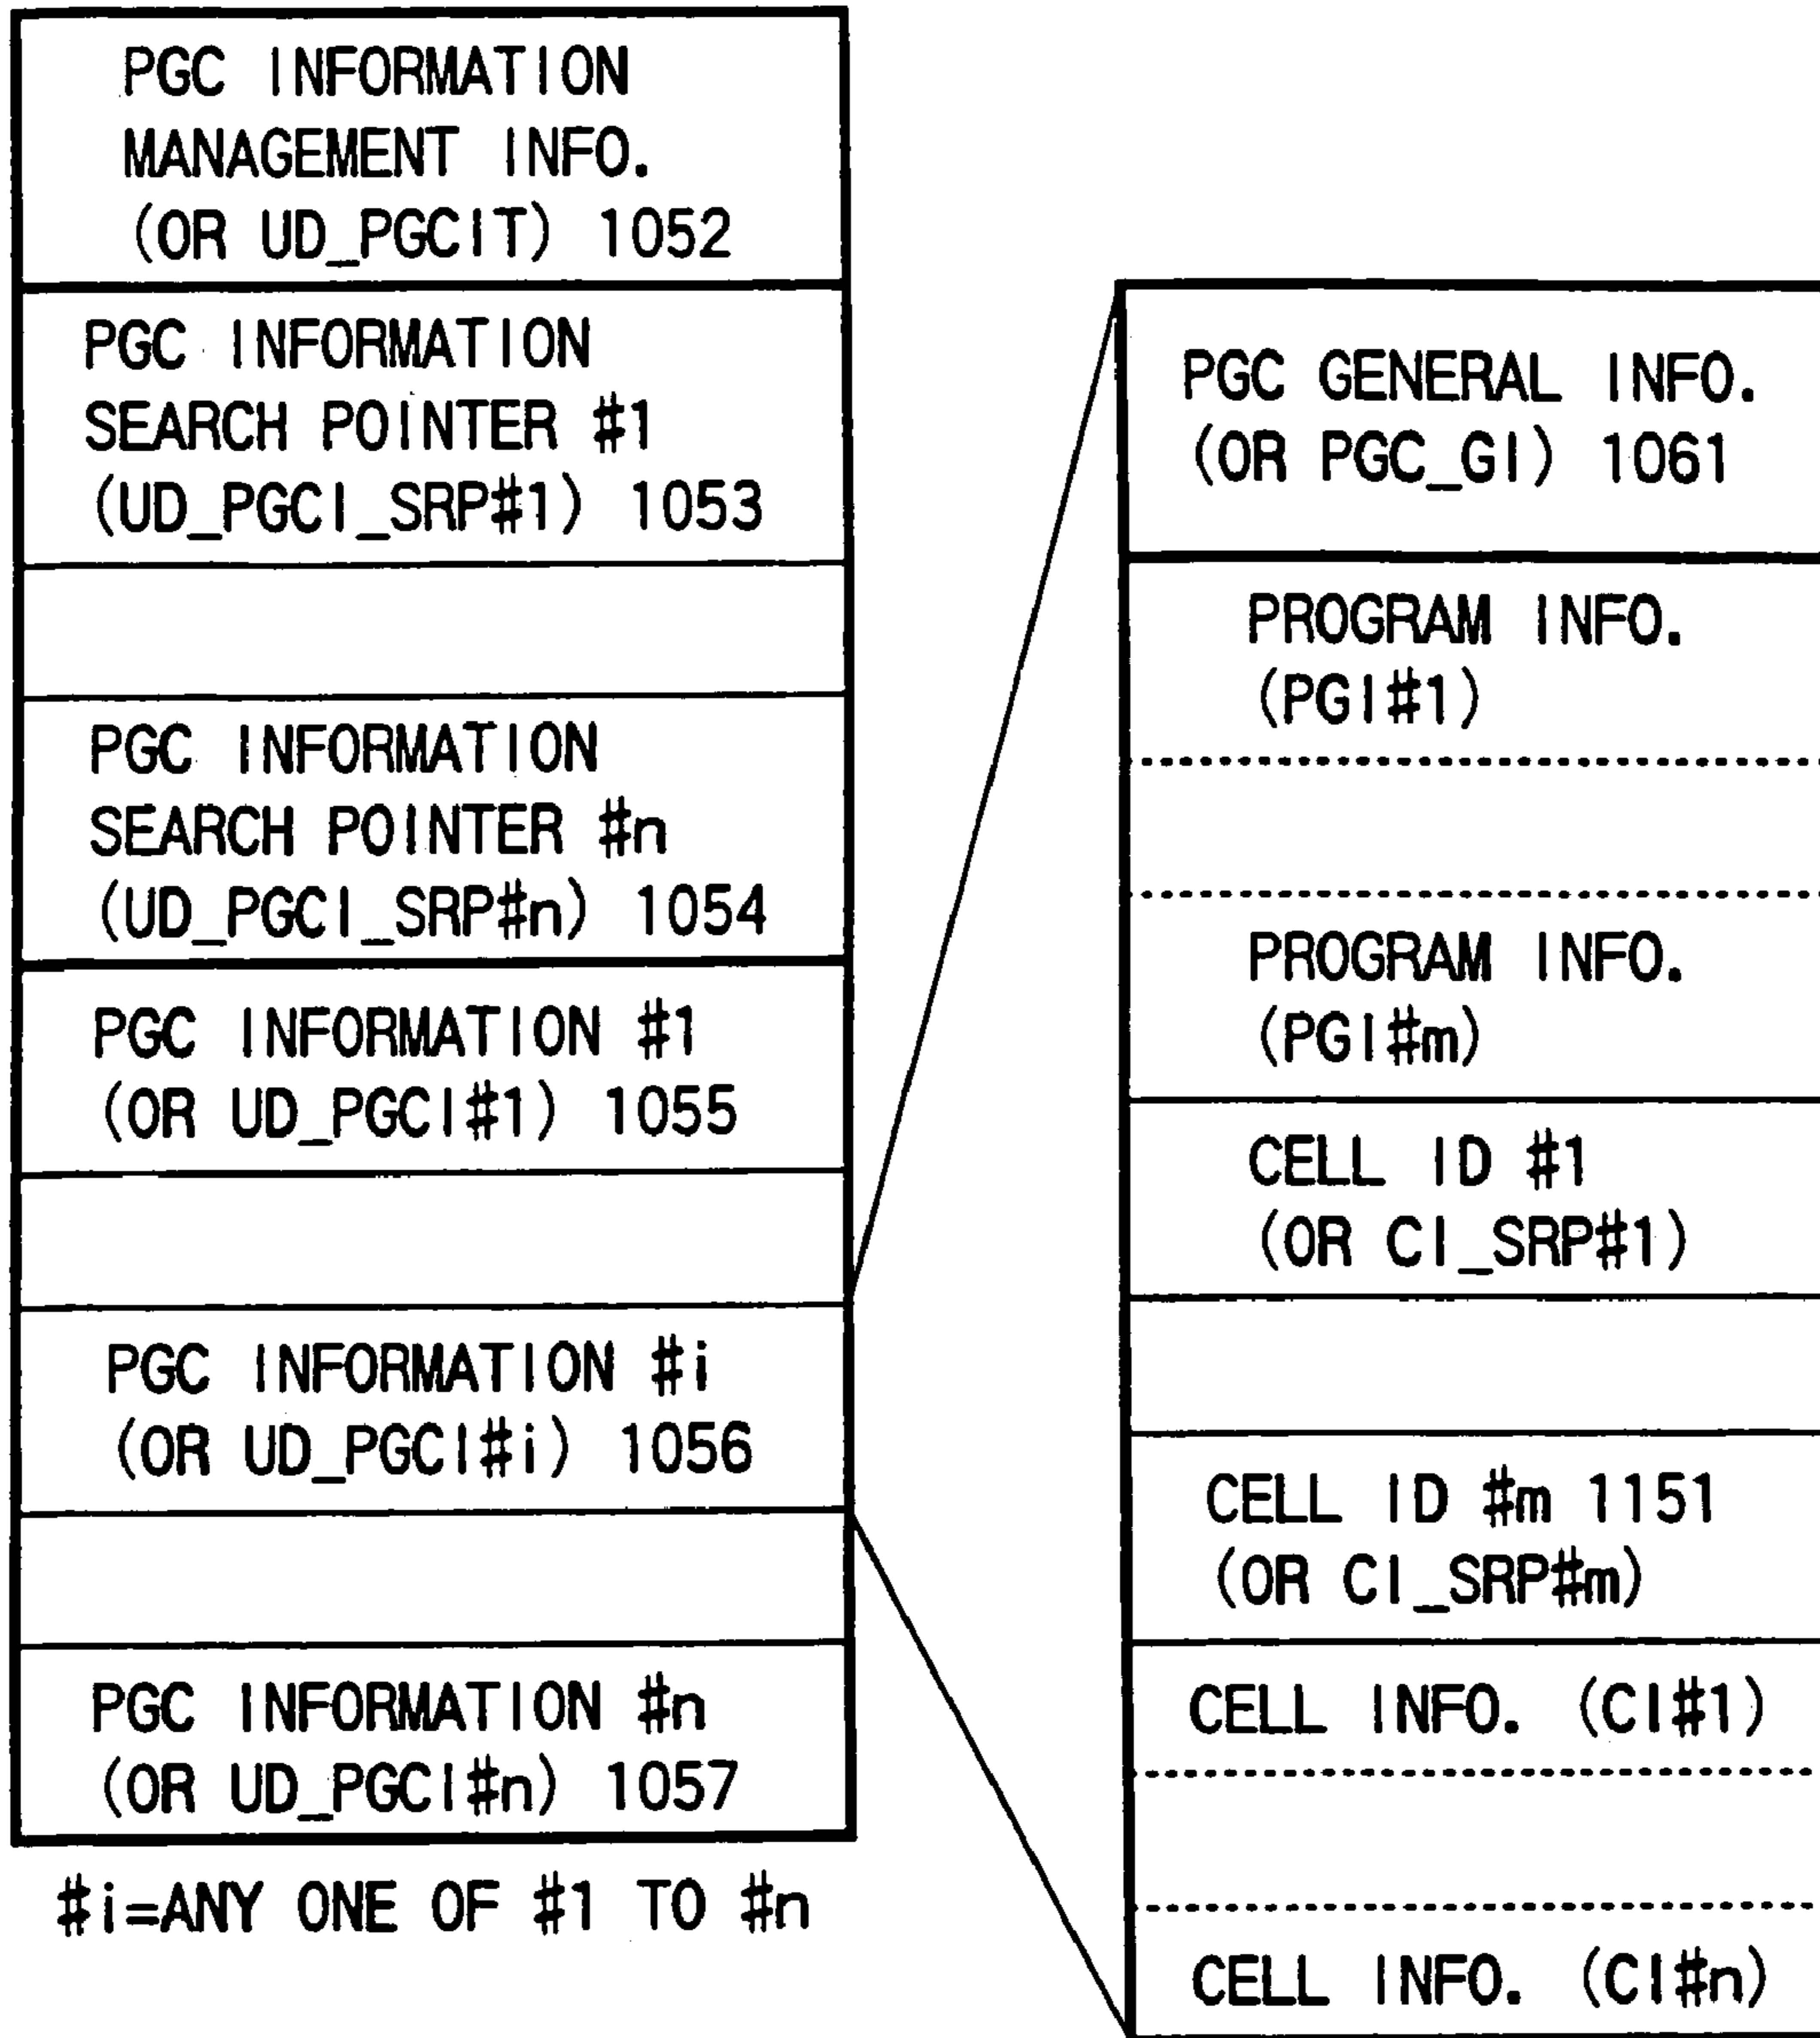 PGC INFORMATION
MANAGEMENT INFO.
(OR UD_PGCIT) 1052
PGC INFORMATION
SEARCH POINTER #1
(UD_PGCI_SRP#1) 1053
PGC INFORMATION
SEARCH POINTER #n
(UD_PGCI_SRP#n) 1054
PGC INFORMATION #1
(OR UD_PGCI#1) 1055
PGC INFORMATION #i
(OR UD_PGCI#i) 1056
PGC INFORMATION #n
(OR UD_PGCI#n) 1057
#i=ANY ONE OF #1 TO #n
PGC GENERAL INFO.
(OR PGC_GI) 1061
PROGRAM INFO.
(PGI#1)
PROGRAM INFO.
(PGI#m)
CELL ID #1
(OR CI_SRP#1)
CELL ID #m 1151
(OR CI_SRP#m)
CELL INFO. (CI#1)
CELL INFO. (CI#n)